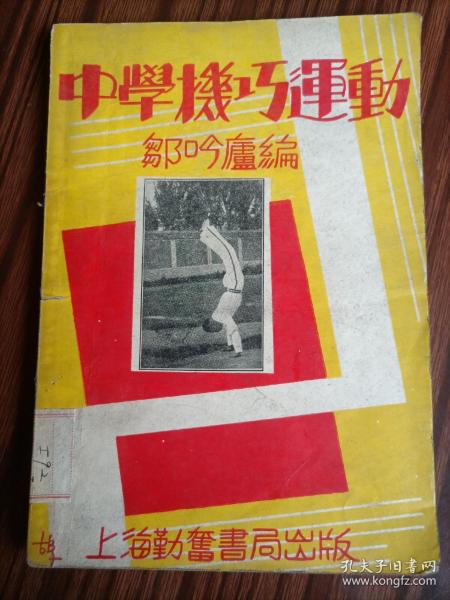 中學機巧運動
鄒吟廬編
上海勤奮書局出版
孔夫子旧书网
book.kongfz.com